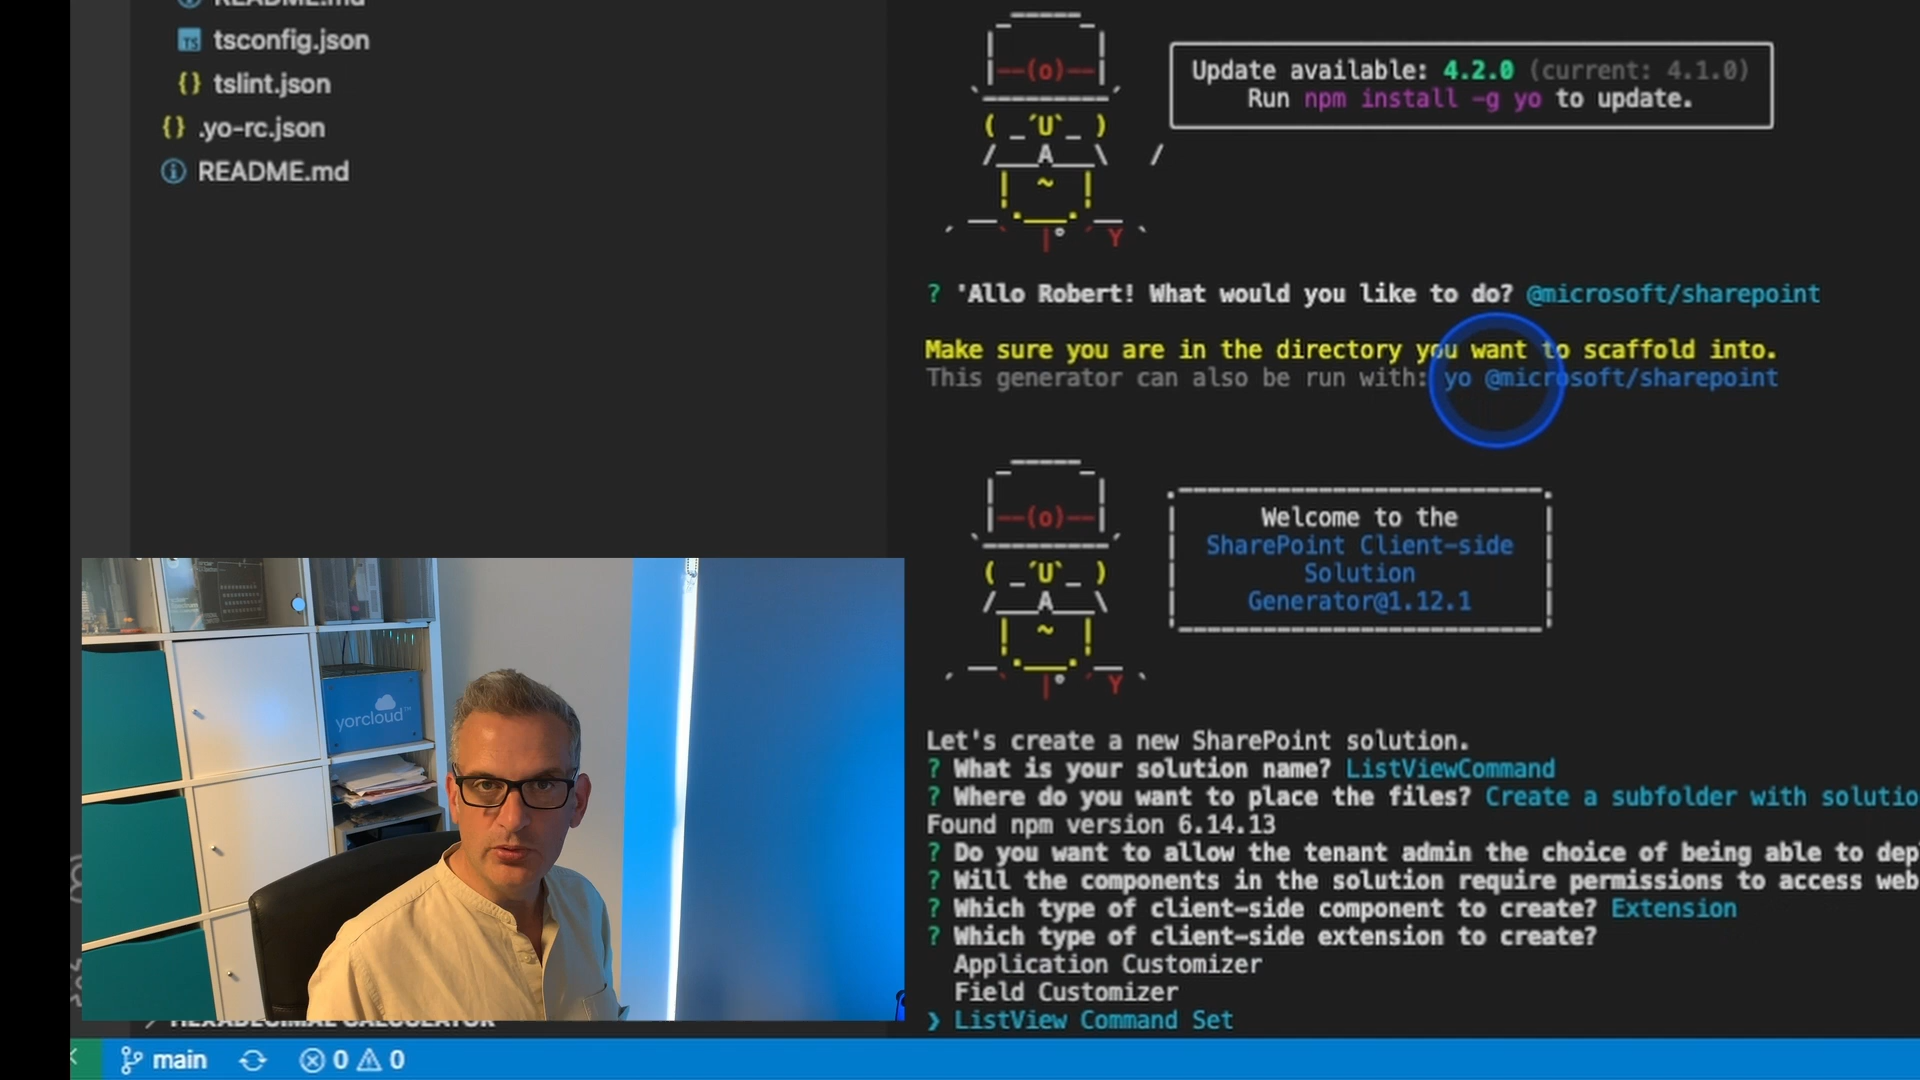 README.md
TS tsconfig.json
{} tslint.json
{} .yo-rc.json
README.md
Update available: 4.2.0 (current: 4.1.0)
Run npm install -g yo to update.
? 'Allo Robert! What would you like to do? @microsoft/sharepoint
Make sure you are in the directory you want to scaffold into.
This generator can also be run with: yo @microsoft/sharepoint
Welcome to the
SharePoint Client-side
Solution
Generator@1.12.1
Let's create a new SharePoint solution.
? What is your solution name? ListViewCommand
? Where do you want to place the files? Create a subfolder with solutio
Found npm version 6.14.13
? Do you want to allow the tenant admin the choice of being able to dep
? Will the components in the solution require permissions to access web
? Which type of client-side component to create? Extension
? Which type of client-side extension to create?
Application Customizer
Field Customizer
❯ ListView Command Set
yorcloud™
HEXADECIMAL CALCULATOR
main
0
0